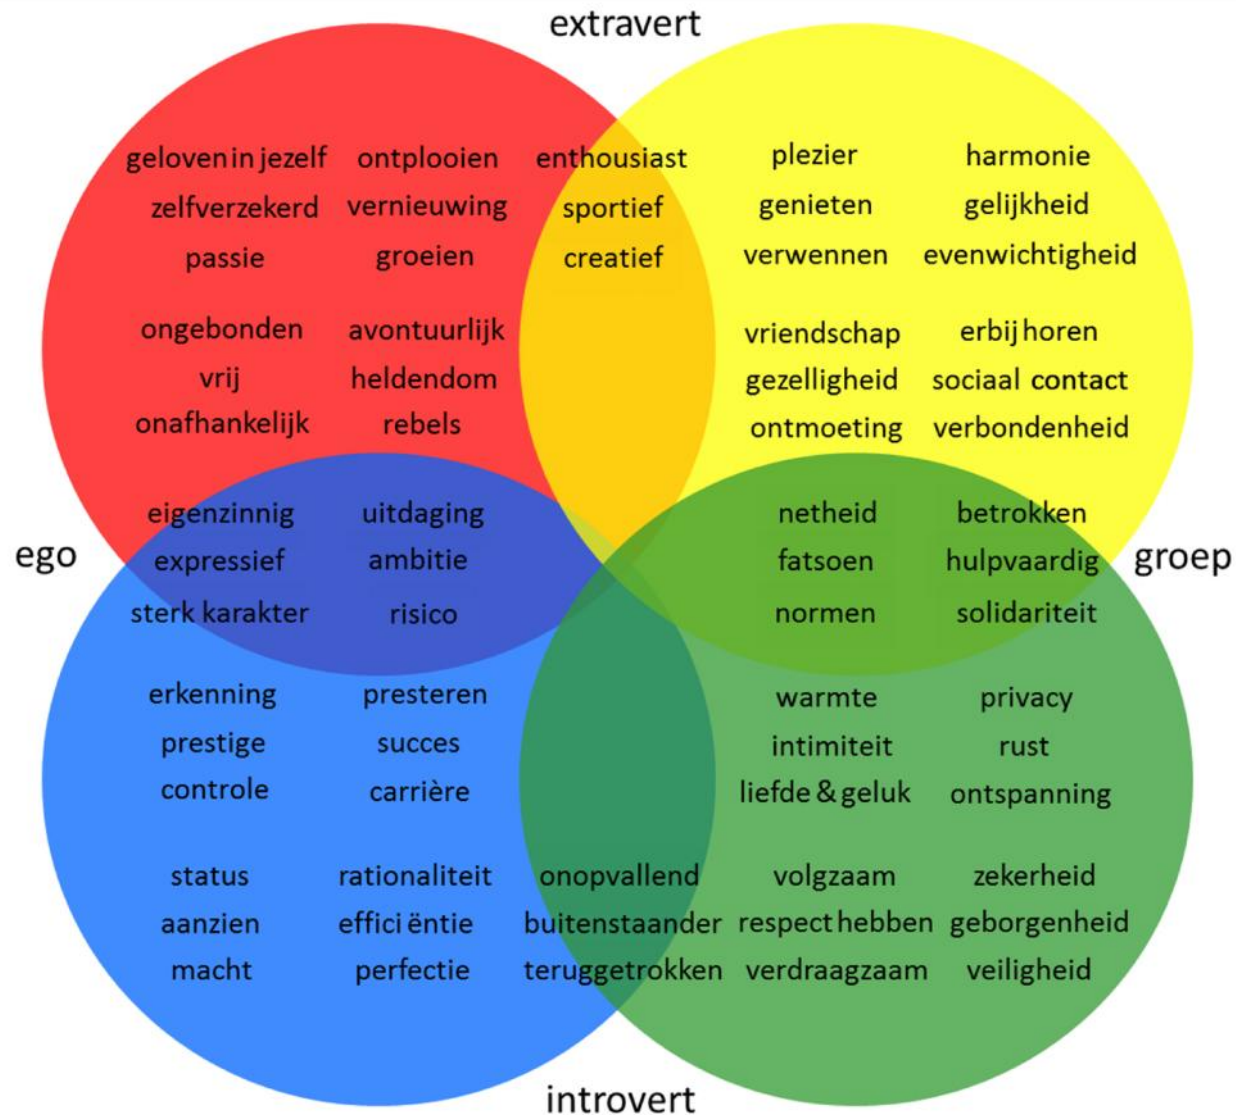 extravert
geloven in jezelf ontplooien enthousiast plezier harmonie
zelfverzekerd vernieuwing sportief genieten gelijkheid
passie groeien creatief verwennen evenwichtigheid
ongebonden avontuurlijk vriendschap erbij horen
vrij heldendom gezelligheid sociaal contact
onafhankelijk rebels ontmoeting verbondenheid
eigenzinnig uitdaging netheid betrokken
ego expressief ambitie fatsoen hulpvaardig groep
sterk karakter risico normen solidariteit
erkenning presteren warmte privacy
prestige succes intimiteit rust
controle carrière liefde & geluk ontspanning
status rationaliteit onopvallend volgzaam zekerheid
aanzien effici ëntie buitenstaander respect hebben geborgenheid
macht perfectie teruggetrokken verdraagzaam veiligheid
introvert